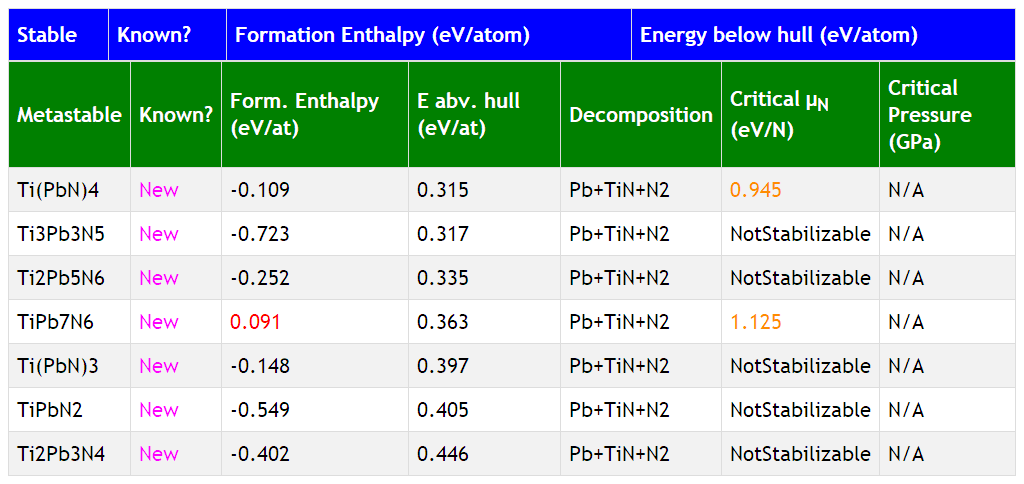 Stable Known? Formation Enthalpy (eV/atom) Energy below hull (eV/atom)
Metastable Known? Form. Enthalpy (eV/at) E abv. hull (eV/at) Decomposition Critical μN (eV/N) Critical Pressure (GPa)
Ti(PbN)4 New -0.109 0.315 Pb+TiN+N2 0.945 N/A
Ti3Pb3N5 New -0.723 0.317 Pb+TiN+N2 NotStabilizable N/A
Ti2Pb5N6 New -0.252 0.335 Pb+TiN+N2 NotStabilizable N/A
TiPb7N6 New 0.091 0.363 Pb+TiN+N2 1.125 N/A
Ti(PbN)3 New -0.148 0.397 Pb+TiN+N2 NotStabilizable N/A
TiPbN2 New -0.549 0.405 Pb+TiN+N2 NotStabilizable N/A
Ti2Pb3N4 New -0.402 0.446 Pb+TiN+N2 NotStabilizable N/A